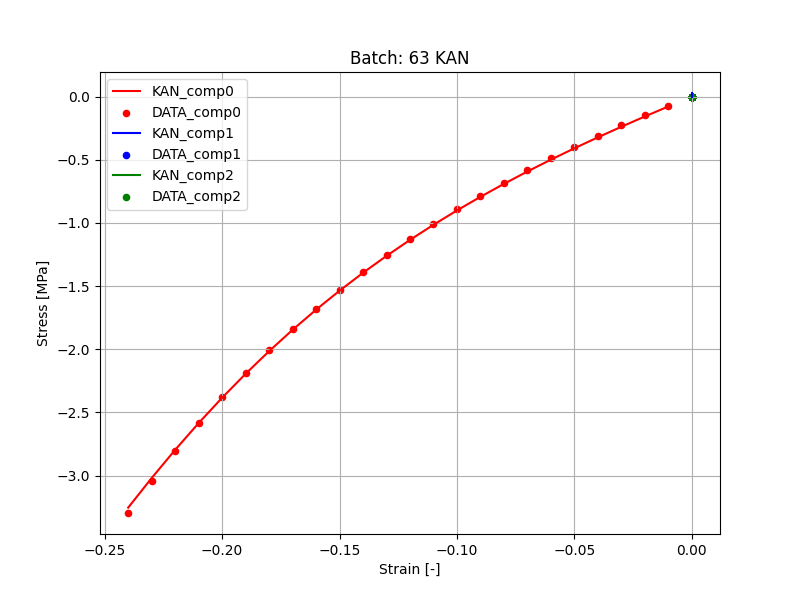 Batch: 63 KAN
KAN_comp0
DATA_comp0
KAN_comp1
DATA_comp1
KAN_comp2
DATA_comp2
0.0
−0.5
−1.0
−1.5
−2.0
−2.5
−3.0
Stress [MPa]
−0.25 −0.20 −0.15 −0.10 −0.05 0.00
Strain [-]